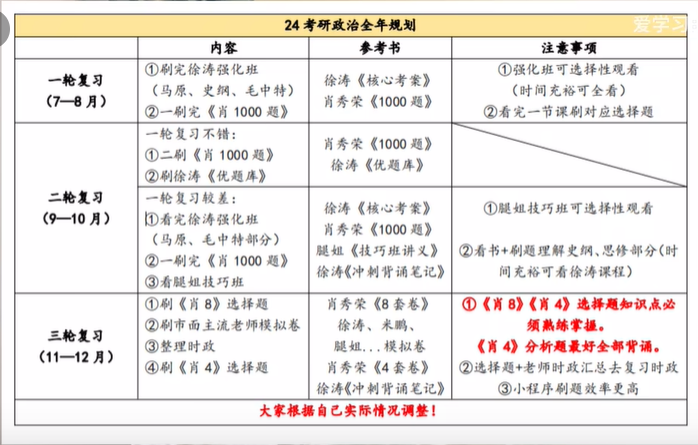 爱学习
24考研政治全年规划
内容 参考书 注意事项
一轮复习
（7—8月）
①刷完徐涛强化班
（马原、史纲、毛中特）
②一刷完《肖1000题》
徐涛《核心考案》
肖秀荣《1000题》
①强化班可选择性观看
（时间充裕可全看）
②看完一节课刷对应选择题
二轮复习
（9—10月）
一轮复习不错：
①二刷《肖1000题》
②刷徐涛《优题库》
肖秀荣《1000题》
徐涛《优题库》
一轮复习较差：
①看完徐涛强化班
（马原、毛中特部分）
②一刷完《肖1000题》
③看腿姐技巧班
徐涛《核心考案》
肖秀荣《1000题》
腿姐《技巧班讲义》
徐涛《冲刺背诵笔记》
①腿姐技巧班可选择性观看
②看书+刷题理解史纲、思修部分（时
间充裕可看徐涛课程）
三轮复习
（11—12月）
①刷《肖8》选择题
②刷市面主流老师模拟卷
③整理时政
④刷《肖4》选择题
肖秀荣《8套卷》
徐涛、米鹏、
腿姐...模拟卷
肖秀荣《4套卷》
徐涛《冲刺背诵笔记》
①《肖8》《肖4》选择题知识点必
须熟练掌握。
《肖4》分析题最好全部背诵。
②选择题+老师时政汇总去复习时政
③小程序刷题效率更高
大家根据自己实际情况调整！